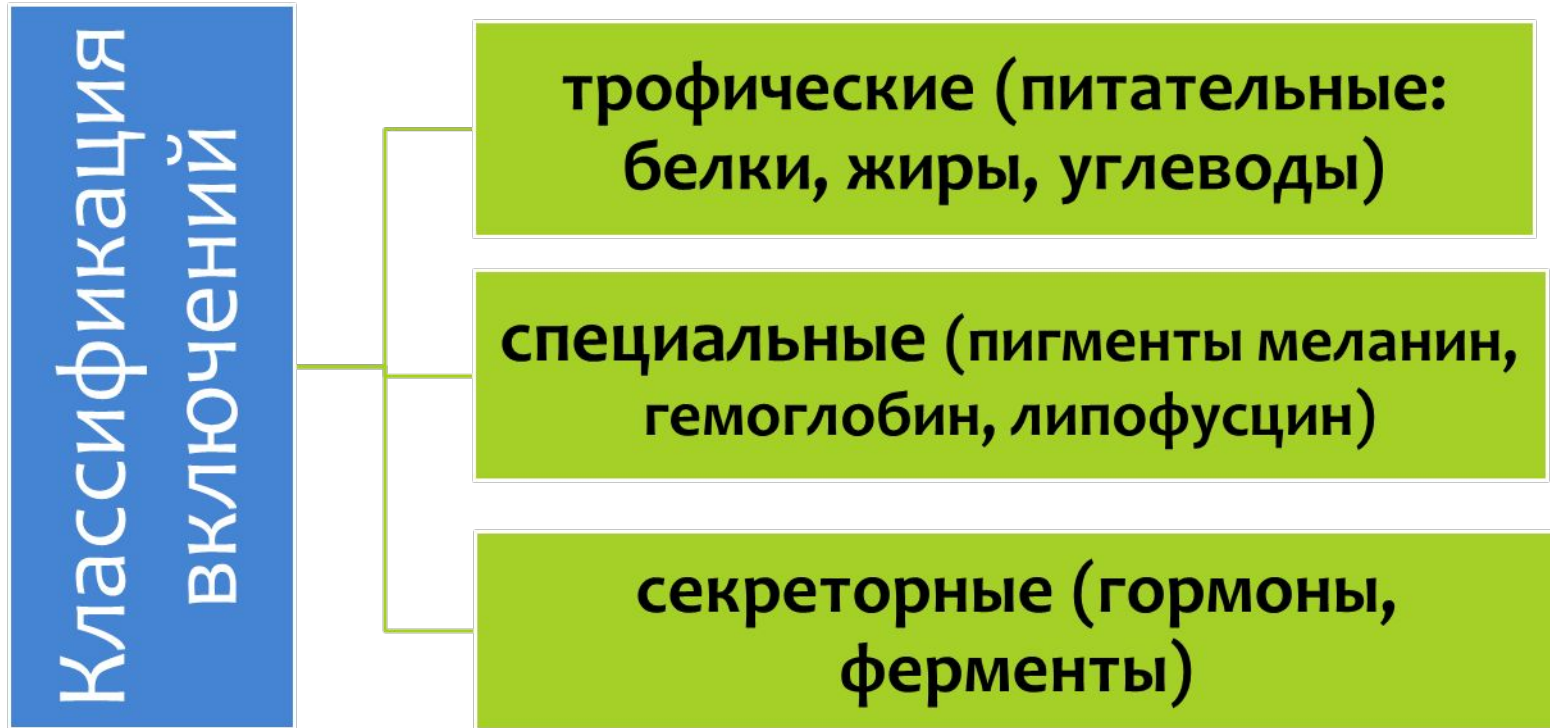 Классификация
включений
трофические (питательные:
белки, жиры, углеводы)
специальные (пигменты меланин,
гемоглобин, липофусцин)
секреторные (гормоны,
ферменты)